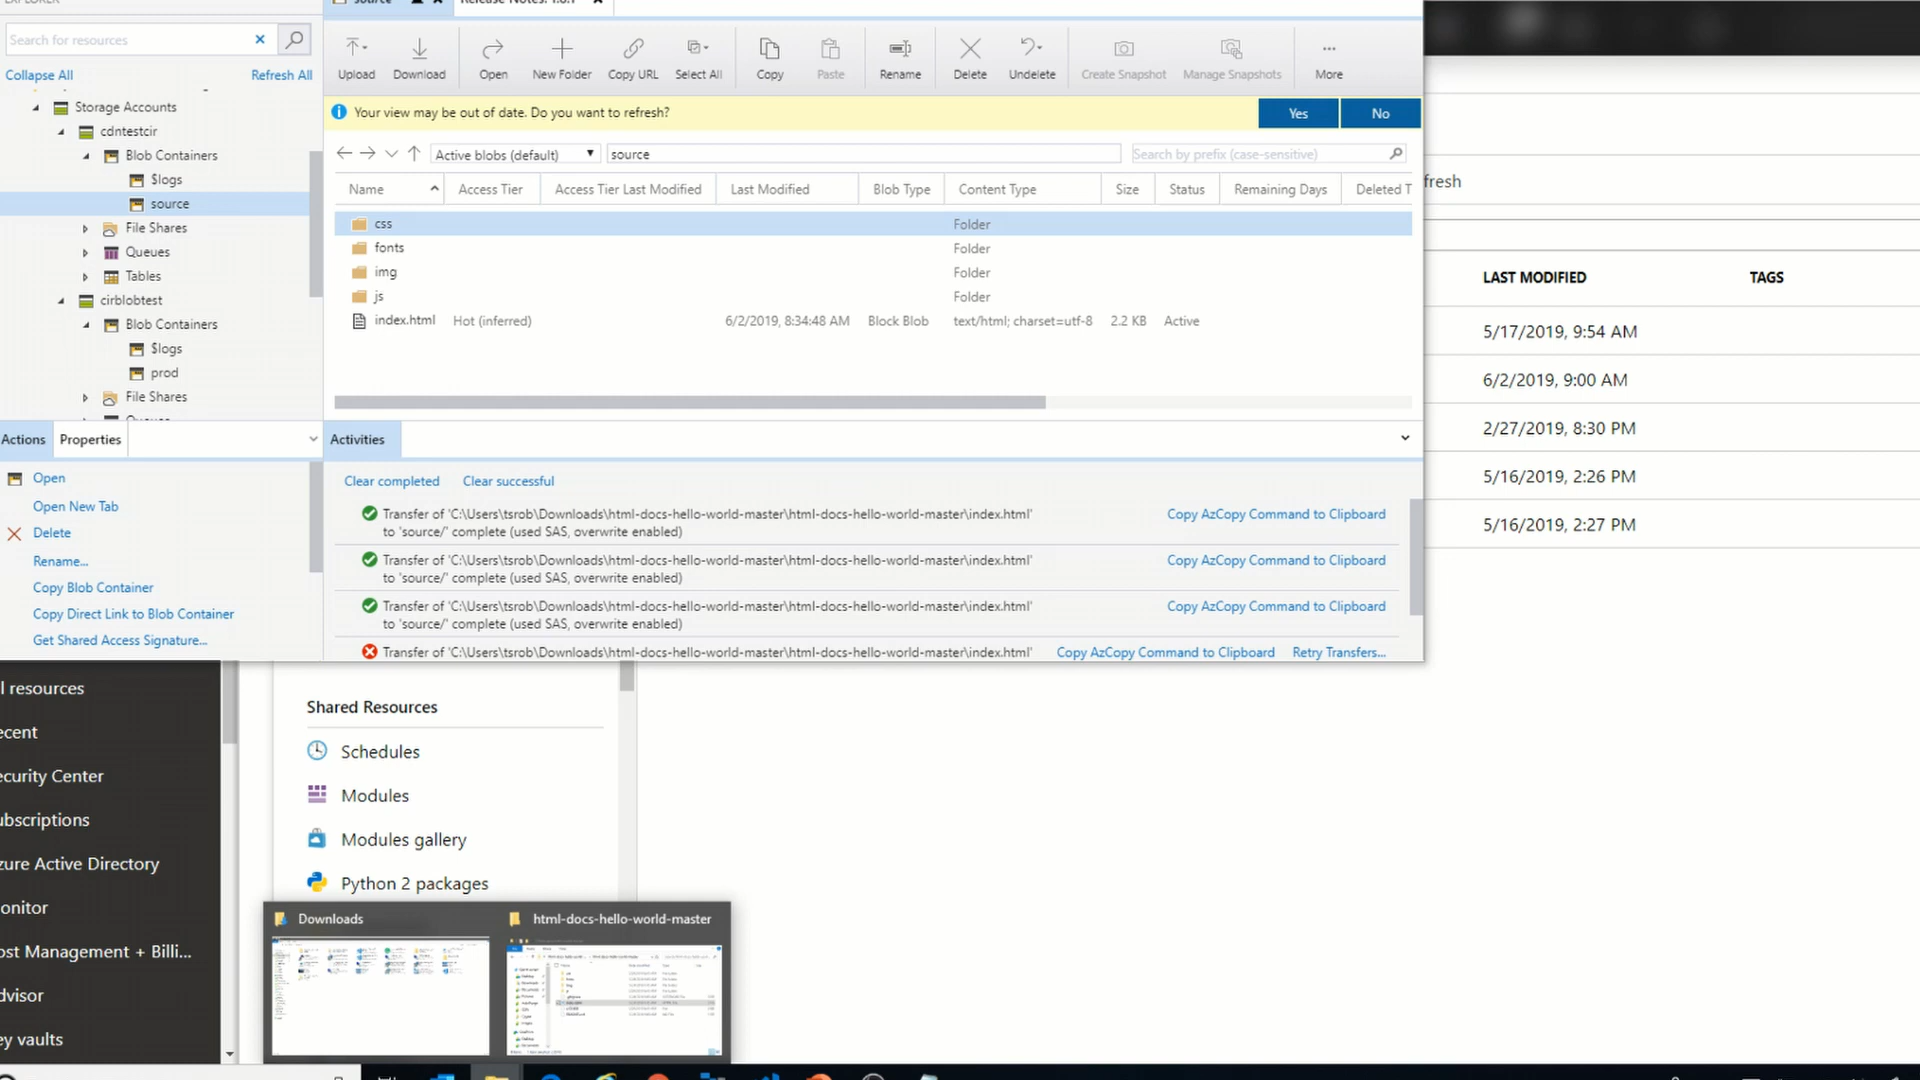 Search for resources
Collapse All
Refresh All
Storage Accounts
cdntestcir
Blob Containers
$logs
source
File Shares
Queues
Tables
cirblobtest
Blob Containers
$logs
prod
File Shares
Actions
Properties
Open
Open New Tab
Delete
Rename...
Copy Blob Container
Copy Direct Link to Blob Container
Get Shared Access Signature...
source
Release Notes: 1.8.1
Upload
Download
Open
New Folder
Copy URL
Select All
Copy
Paste
Rename
Delete
Undelete
Create Snapshot
Manage Snapshots
More
Your view may be out of date. Do you want to refresh?
Yes
No
Active blobs (default)
source
Search by prefix (case-sensitive)
Name Access Tier Access Tier Last Modified Last Modified Blob Type Content Type Size Status Remaining Days Deleted T
css Folder
fonts Folder
img Folder
js Folder
index.html Hot (inferred) 6/2/2019, 8:34:48 AM Block Blob text/html; charset=utf-8 2.2 KB Active
Activities
Clear completed
Clear successful
Transfer of 'C:\Users\tsrob\Downloads\html-docs-hello-world-master\html-docs-hello-world-master\index.html' Copy AzCopy Command to Clipboard
to 'source/' complete (used SAS, overwrite enabled)
Transfer of 'C:\Users\tsrob\Downloads\html-docs-hello-world-master\html-docs-hello-world-master\index.html' Copy AzCopy Command to Clipboard
to 'source/' complete (used SAS, overwrite enabled)
Transfer of 'C:\Users\tsrob\Downloads\html-docs-hello-world-master\html-docs-hello-world-master\index.html' Copy AzCopy Command to Clipboard
to 'source/' complete (used SAS, overwrite enabled)
Transfer of 'C:\Users\tsrob\Downloads\html-docs-hello-world-master\html-docs-hello-world-master\index.html' Copy AzCopy Command to Clipboard Retry Transfers...
fresh
LAST MODIFIED TAGS
5/17/2019, 9:54 AM
6/2/2019, 9:00 AM
2/27/2019, 8:30 PM
5/16/2019, 2:26 PM
5/16/2019, 2:27 PM
l resources
ecent
ecurity Center
ubscriptions
zure Active Directory
onitor
ost Management + Billi...
dvisor
ey vaults
Shared Resources
Schedules
Modules
Modules gallery
Python 2 packages
Downloads
html-docs-hello-world-master